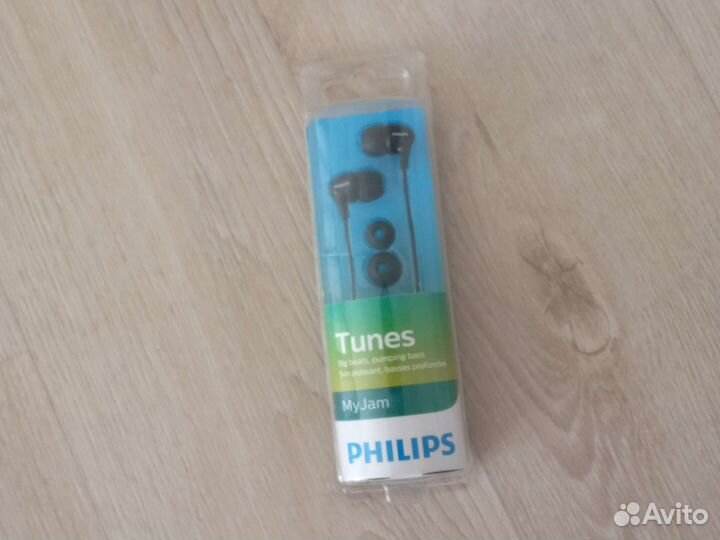 Tunes
Big beats, pumping bass
Son puissant, basses profondes
MyJam
PHILIPS
Avito